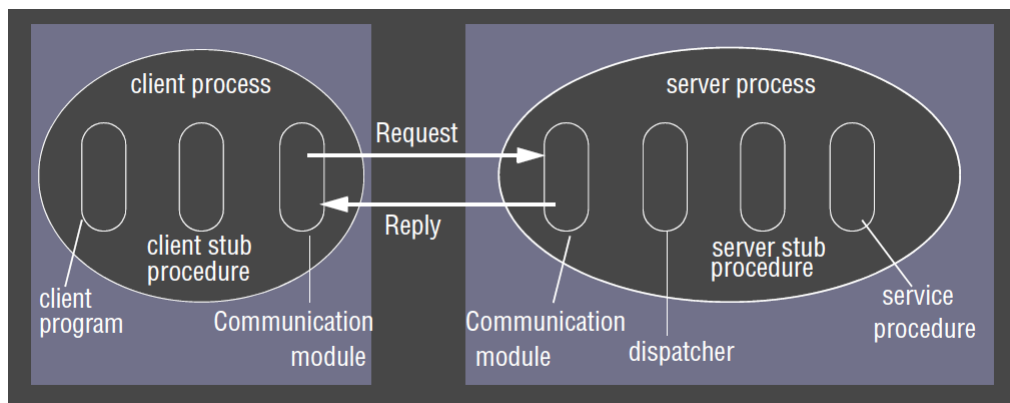 client process
server process
Request
Reply
client stub
procedure
server stub
procedure
client
program
Communication
module
Communication
module
dispatcher
service
procedure